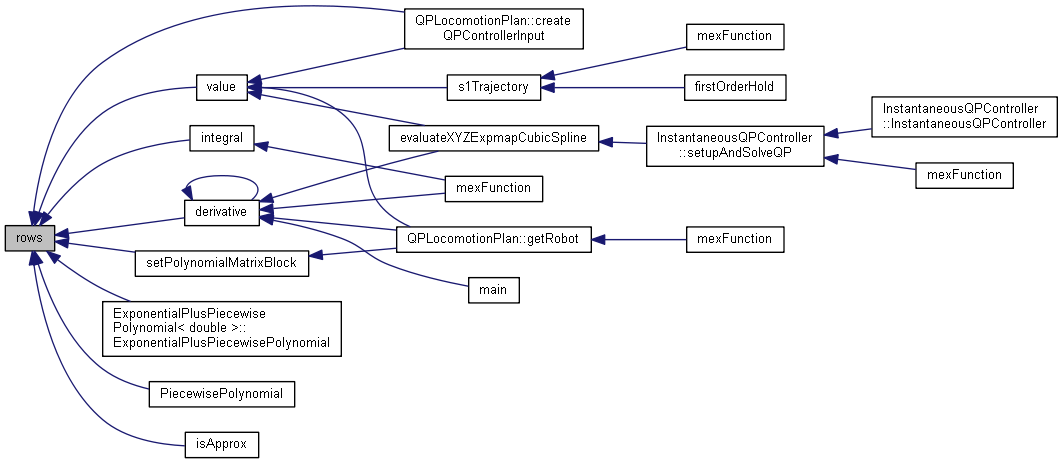 QPLocomotionPlan::create
QPControllerInput
mexFunction
value
s1Trajectory
firstOrderHold
InstantaneousQPController
::InstantaneousQPController
integral
evaluateXYZExpmapCubicSpline
InstantaneousQPController
::setupAndSolveQP
mexFunction
mexFunction
derivative
rows
QPLocomotionPlan::getRobot
mexFunction
setPolynomialMatrixBlock
main
ExponentialPlusPiecewise
Polynomial< double >::
ExponentialPlusPiecewisePolynomial
PiecewisePolynomial
isApprox